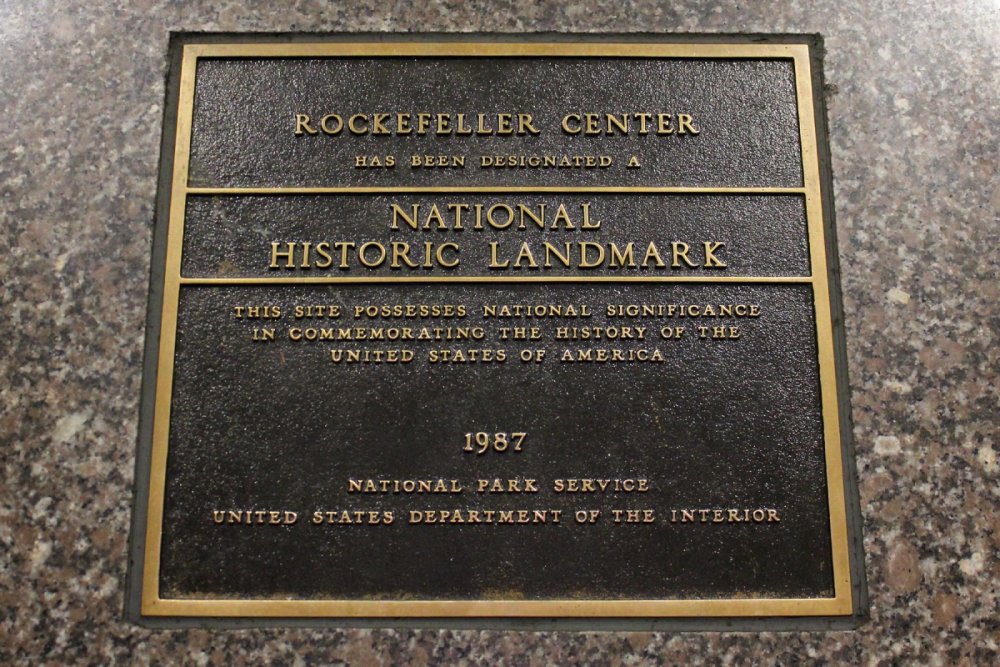 ROCKEFELLER CENTER
HAS BEEN DESIGNATED A
NATIONAL
HISTORIC LANDMARK
THIS SITE POSSESSES NATIONAL SIGNIFICANCE
IN COMMEMORATING THE HISTORY OF THE
UNITED STATES OF AMERICA
1987
NATIONAL PARK SERVICE
UNITED STATES DEPARTMENT OF THE INTERIOR